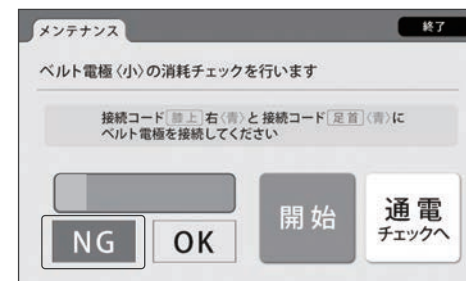 メンテナンス
終了
ベルト電極〈小〉の消耗チェックを行います
接続コード 膝上 右〈青〉と接続コード 足首〈青〉に
ベルト電極を接続してください
NG
OK
開始
通電
チェックへ